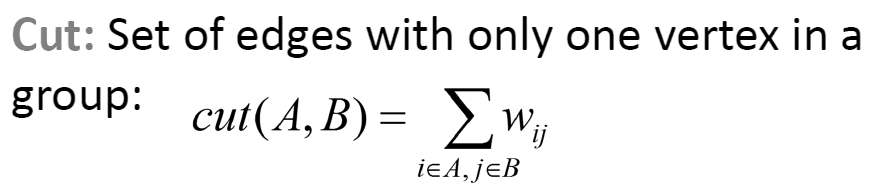 Cut: Set of edges with only one vertex in a
group: cut(A, B) = ∑ w_ij
i∈A, j∈B